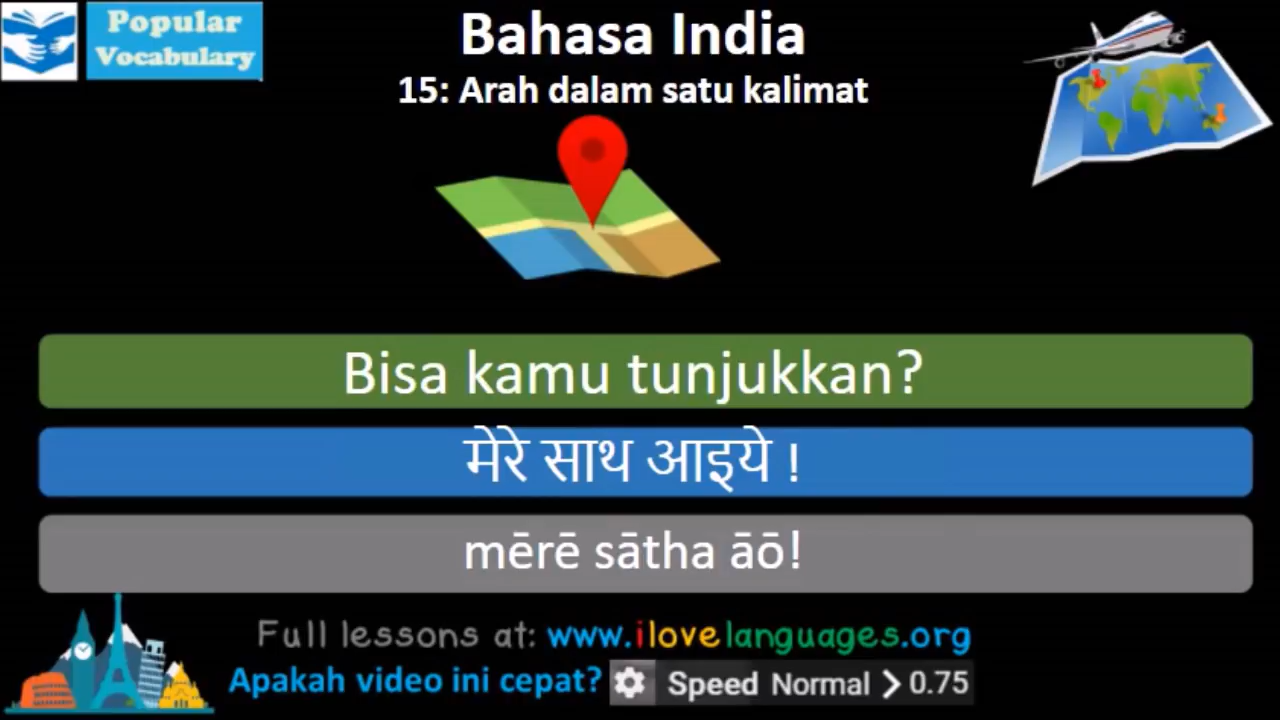 Popular
Vocabulary
Bahasa India
15: Arah dalam satu kalimat
Bisa kamu tunjukkan?
मेरे साथ आइये !
mērē sātha āō!
Full lessons at: www.ilovelanguages.org
Apakah video ini cepat? Speed Normal > 0.75